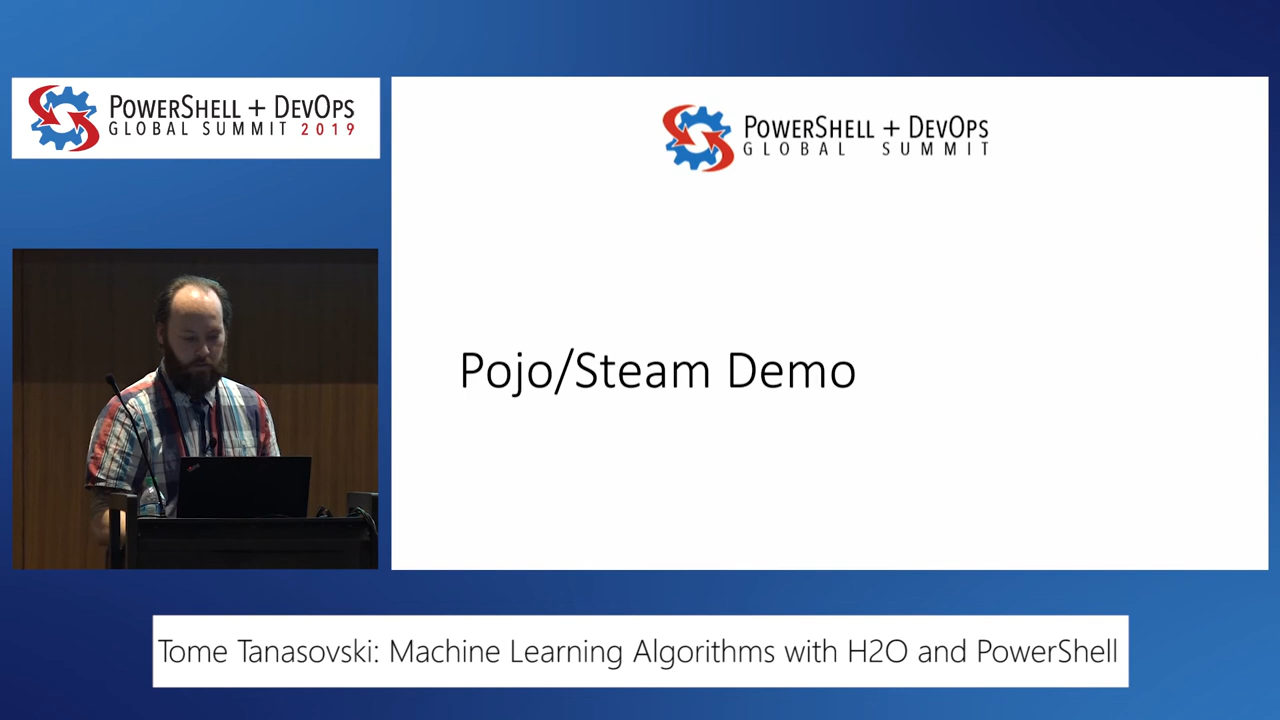 POWERSHELL + DEVOPS
GLOBAL SUMMIT 2019
POWERSHELL + DEVOPS
GLOBAL SUMMIT
Pojo/Steam Demo
Tome Tanasovski: Machine Learning Algorithms with H2O and PowerShell